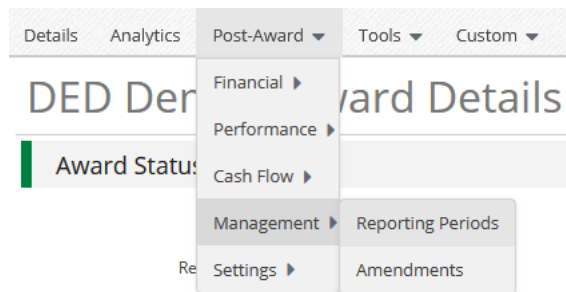 Details Analytics Post-Award Tools Custom
DED Der ward Details
Financial
Performance
Award Status
Cash Flow
Management Reporting Periods
Re Settings Amendments